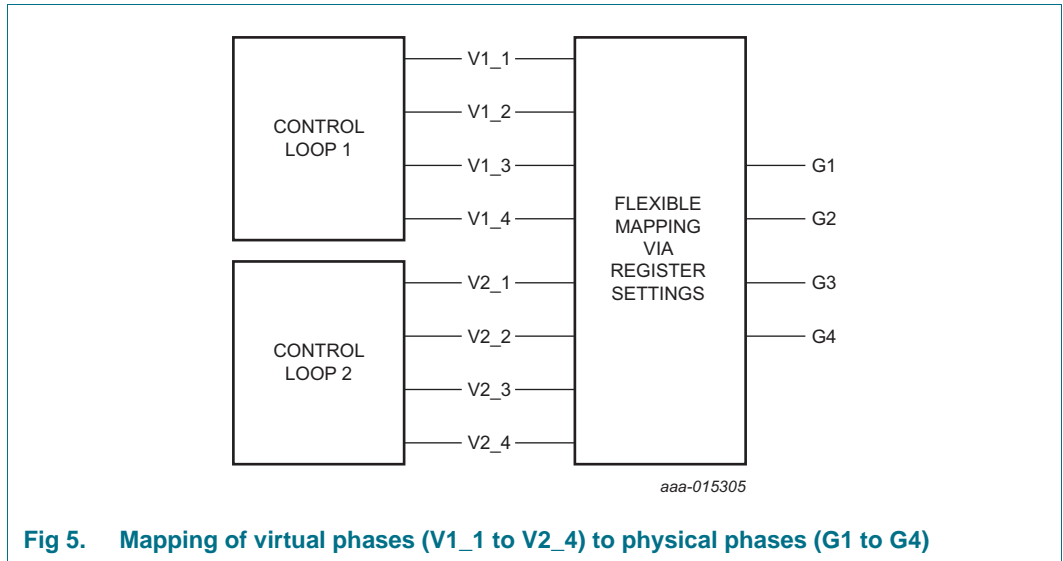 CONTROL
LOOP 1
V1_1
V1_2
V1_3
V1_4
CONTROL
LOOP 2
V2_1
V2_2
V2_3
V2_4
FLEXIBLE
MAPPING
VIA
REGISTER
SETTINGS
G1
G2
G3
G4
aaa-015305
Fig 5. Mapping of virtual phases (V1_1 to V2_4) to physical phases (G1 to G4)